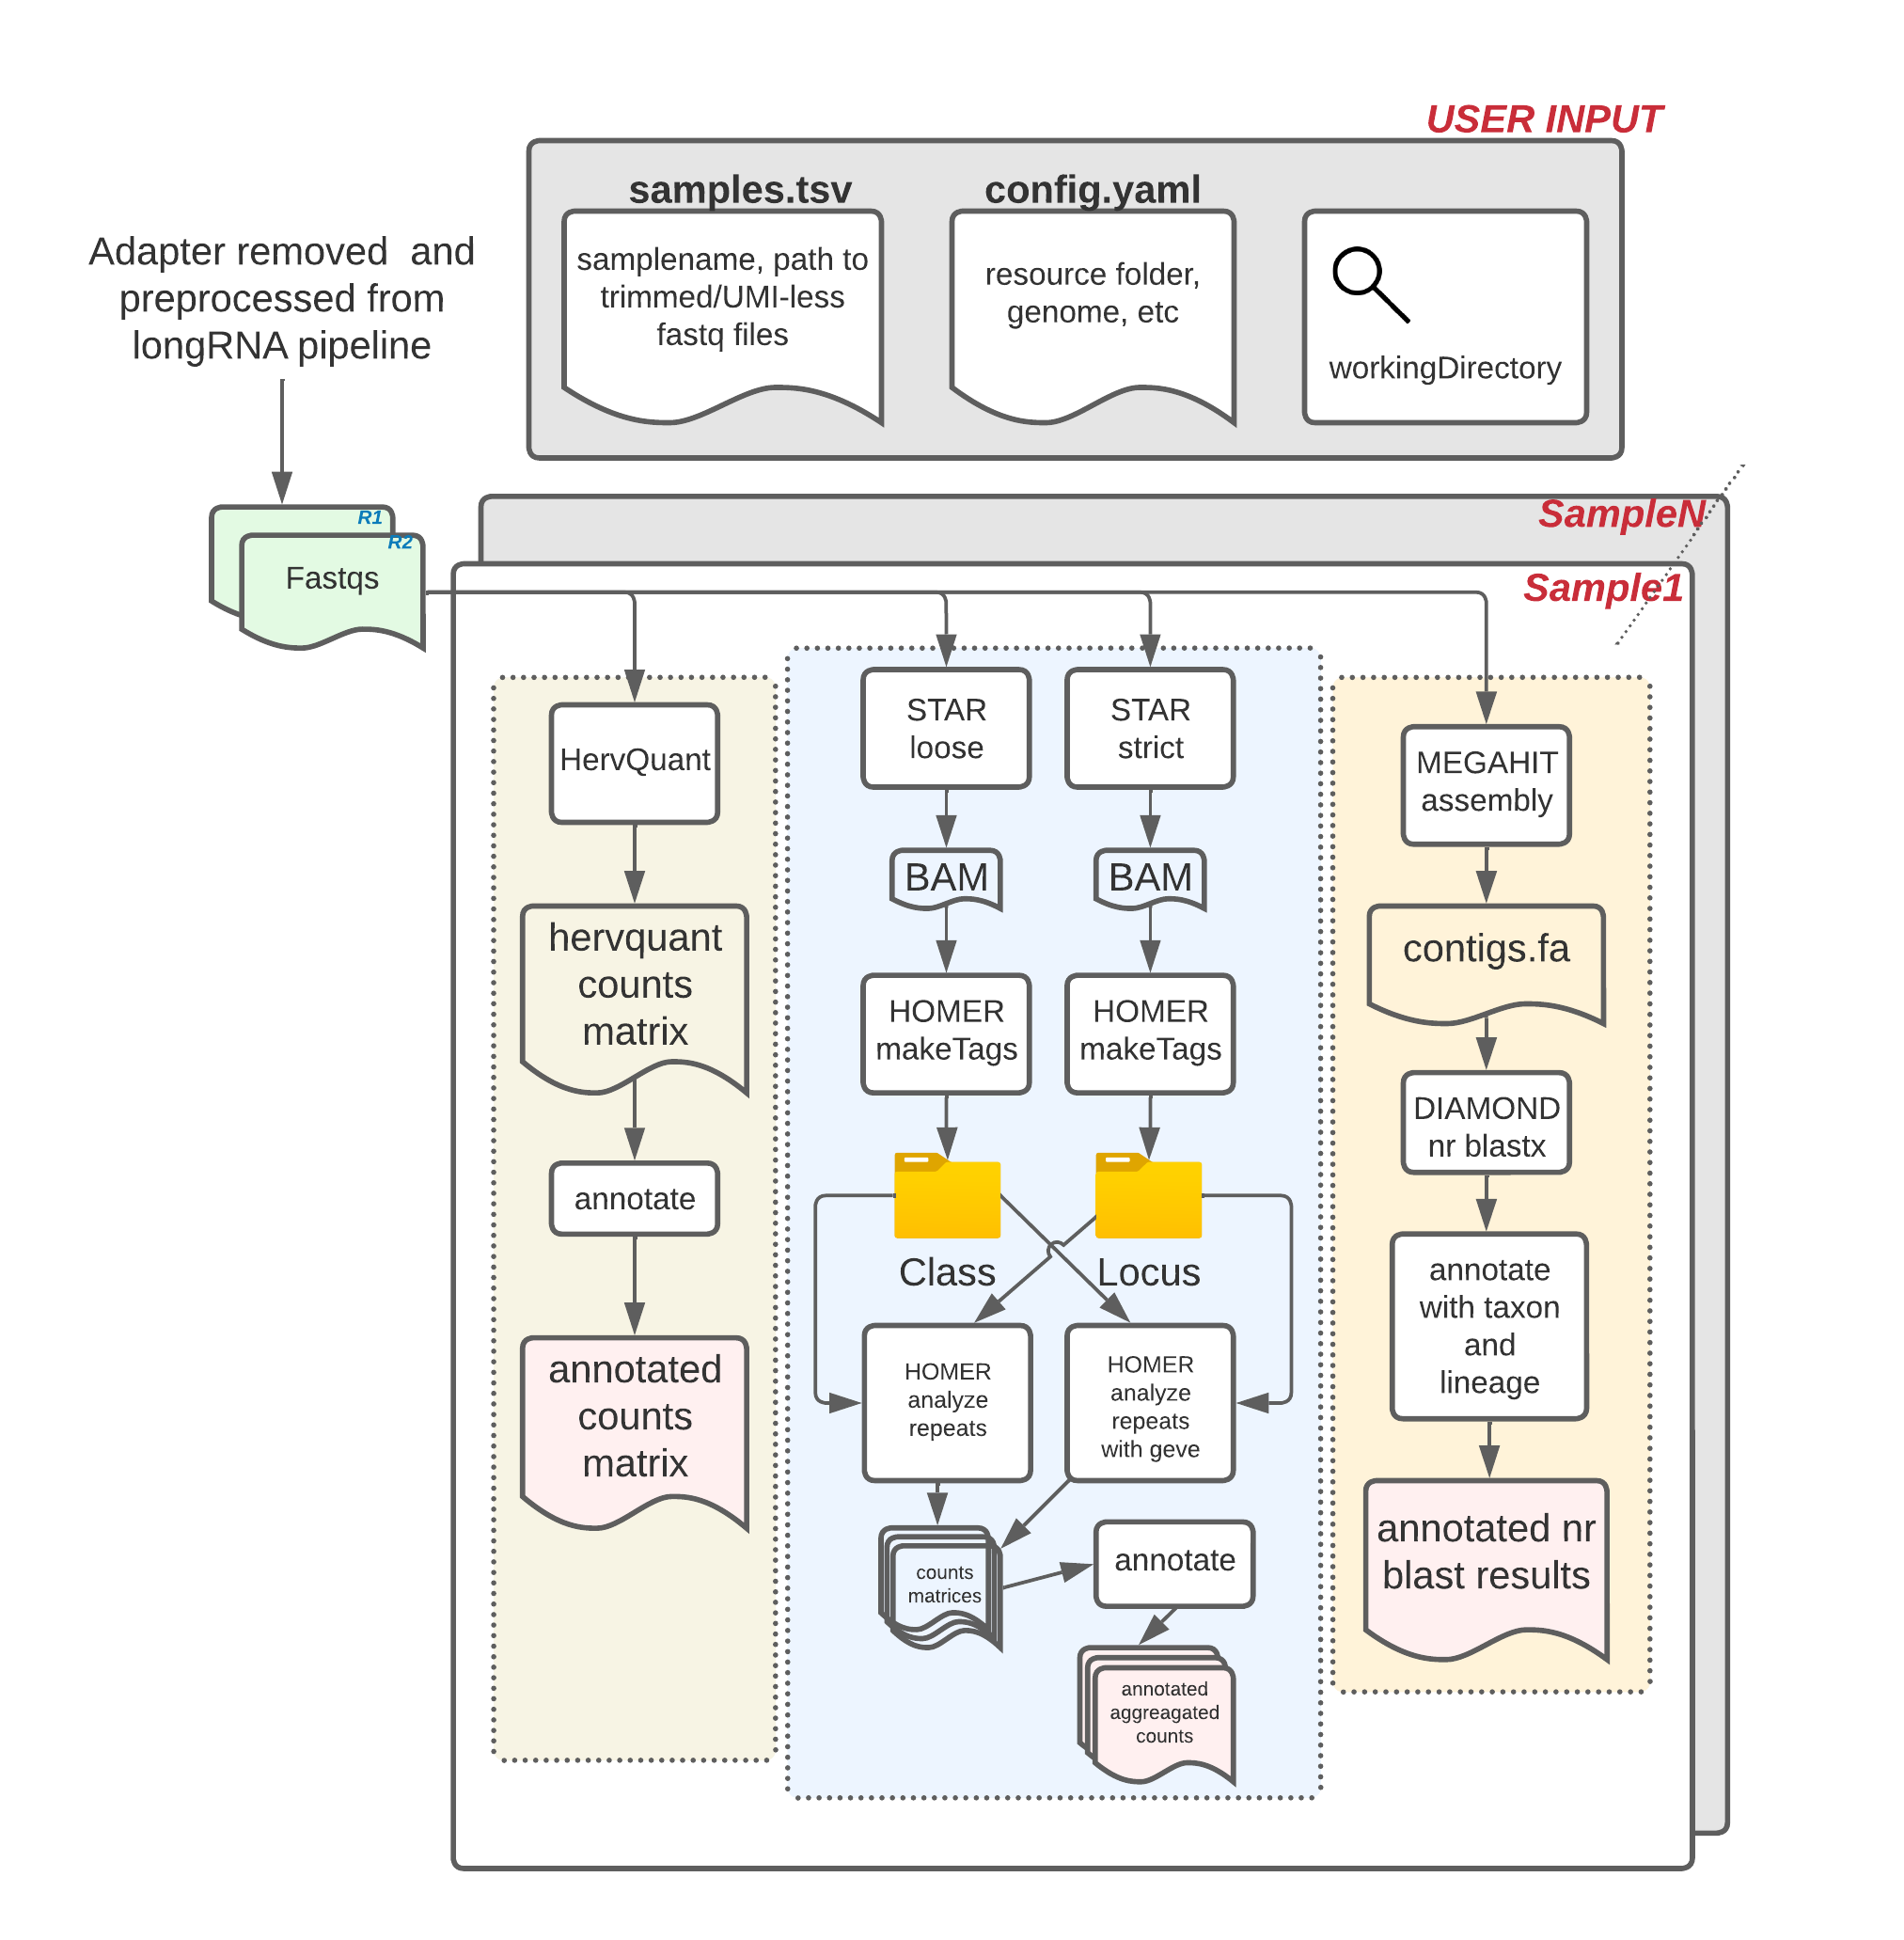 USER INPUT
samples.tsv
config.yaml
samplename, path to
trimmed/UMI-less
fastq files
resource folder,
genome, etc
workingDirectory
Adapter removed  and
preprocessed from
longRNA pipeline
R1
R2
Fastqs
SampleN
Sample1
HervQuant
hervquant
counts
matrix
annotate
annotated
counts
matrix
STAR
loose
STAR
strict
BAM
BAM
HOMER
makeTags
HOMER
makeTags
Class
Locus
HOMER
analyze
repeats
HOMER
analyze
repeats
with geve
counts
matrices
annotate
annotated
aggreagated
counts
MEGAHIT
assembly
contigs.fa
DIAMOND
nr blastx
annotate
with taxon
and
lineage
annotated nr
blast results